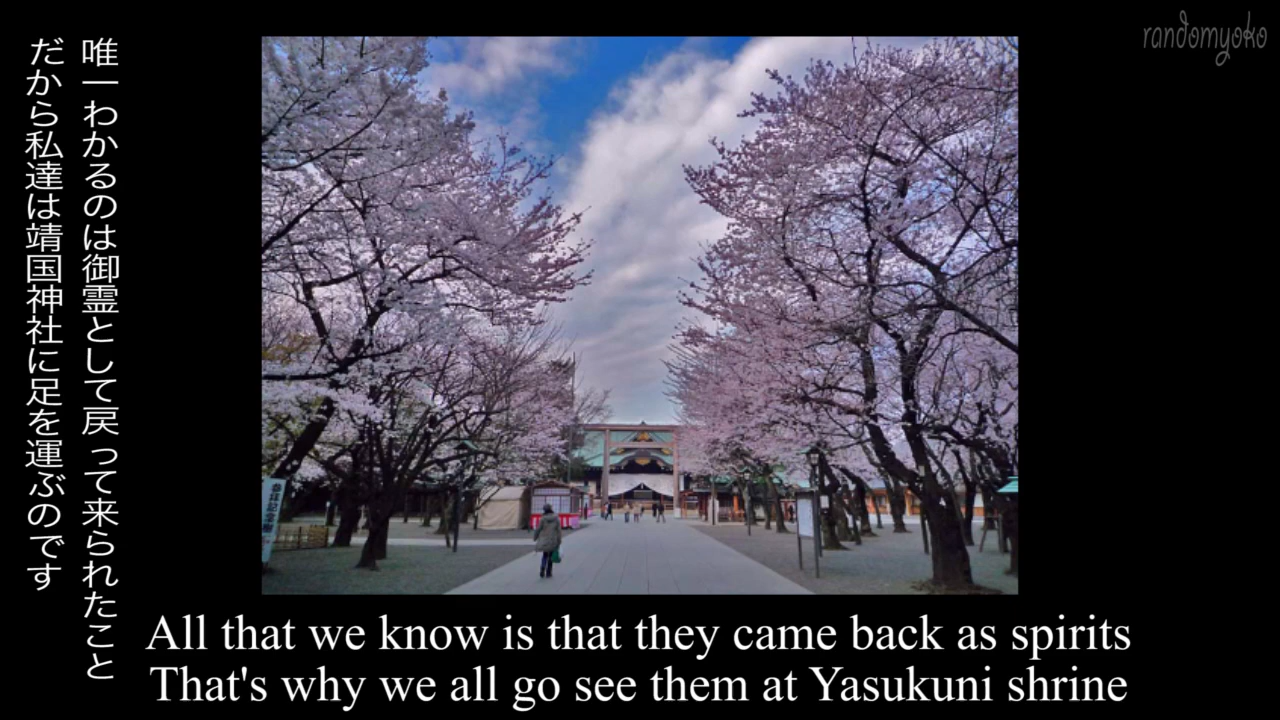 randomyoko
唯一わかるのは御霊として戻って来られたこと
だから私達は靖国神社に足を運ぶのです
All that we know is that they came back as spirits
That's why we all go see them at Yasukuni shrine